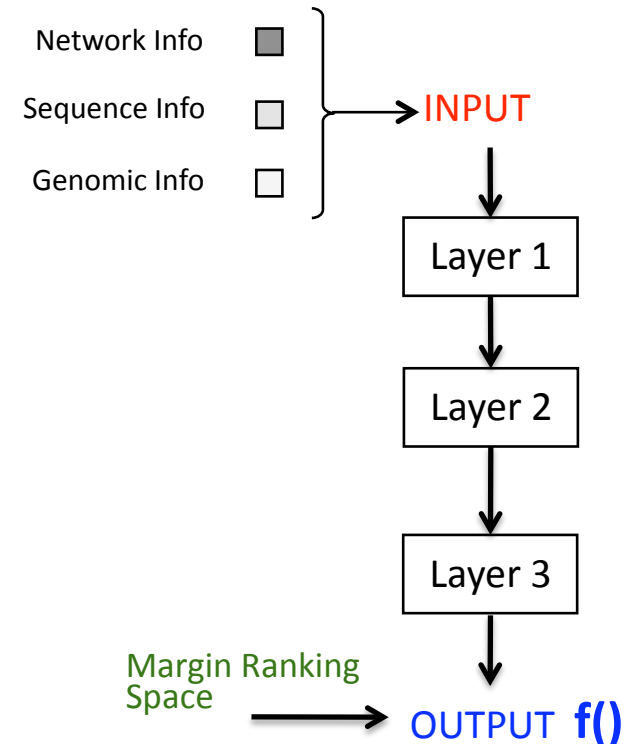 Network Info
Sequence Info
Genomic Info
INPUT
Layer 1
Layer 2
Layer 3
Margin Ranking
Space
OUTPUT f()